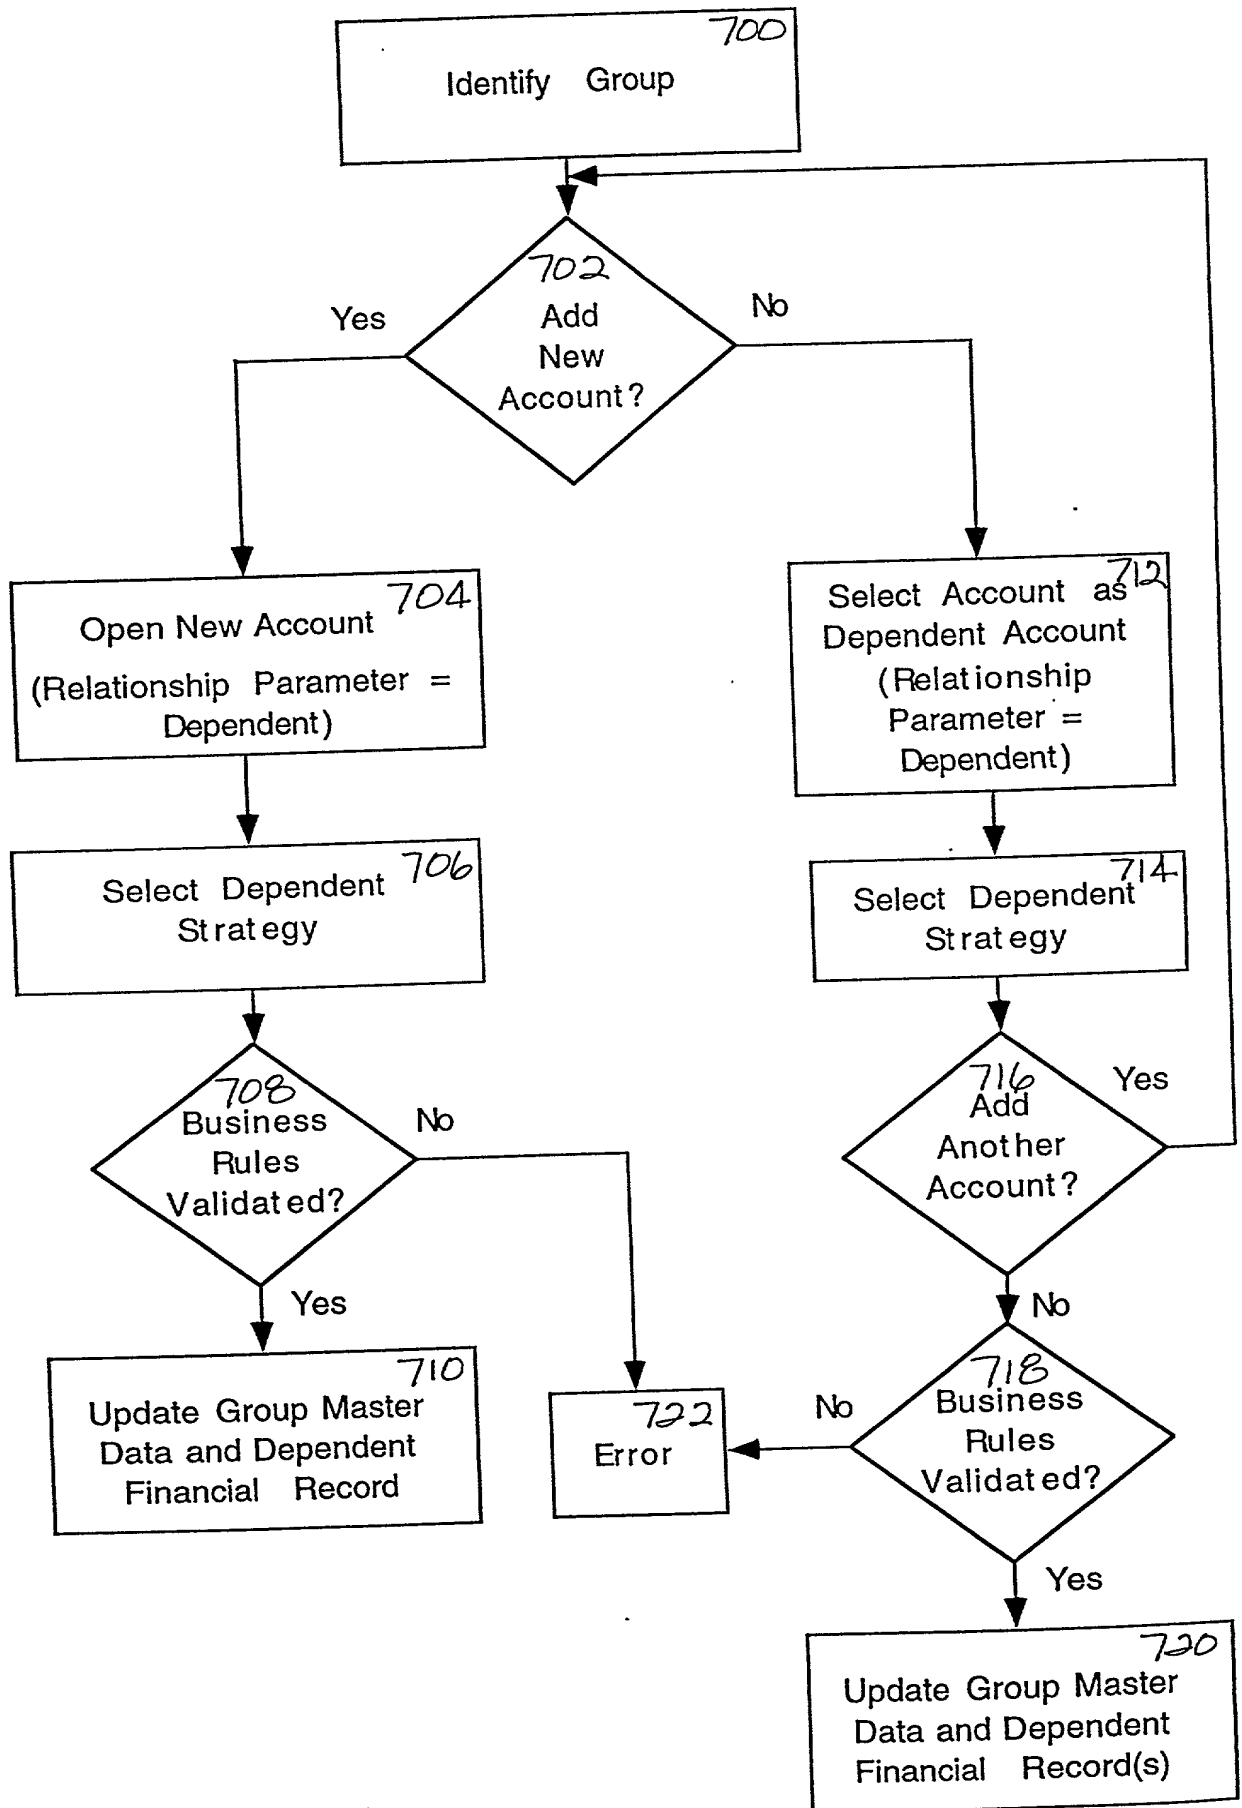 700
Identify Group
702
Add
New
Account?
Yes
No
704
Open New Account
(Relationship Parameter =
Dependent)
712
Select Account as
Dependent Account
(Relationship
Parameter =
Dependent)
706
Select Dependent
Strategy
714
Select Dependent
Strategy
708
Business
Rules
Validated?
No
Yes
716
Add
Another
Account?
Yes
No
710
Update Group Master
Data and Dependent
Financial Record
722
Error
718
Business
Rules
Validated?
No
Yes
720
Update Group Master
Data and Dependent
Financial Record(s)